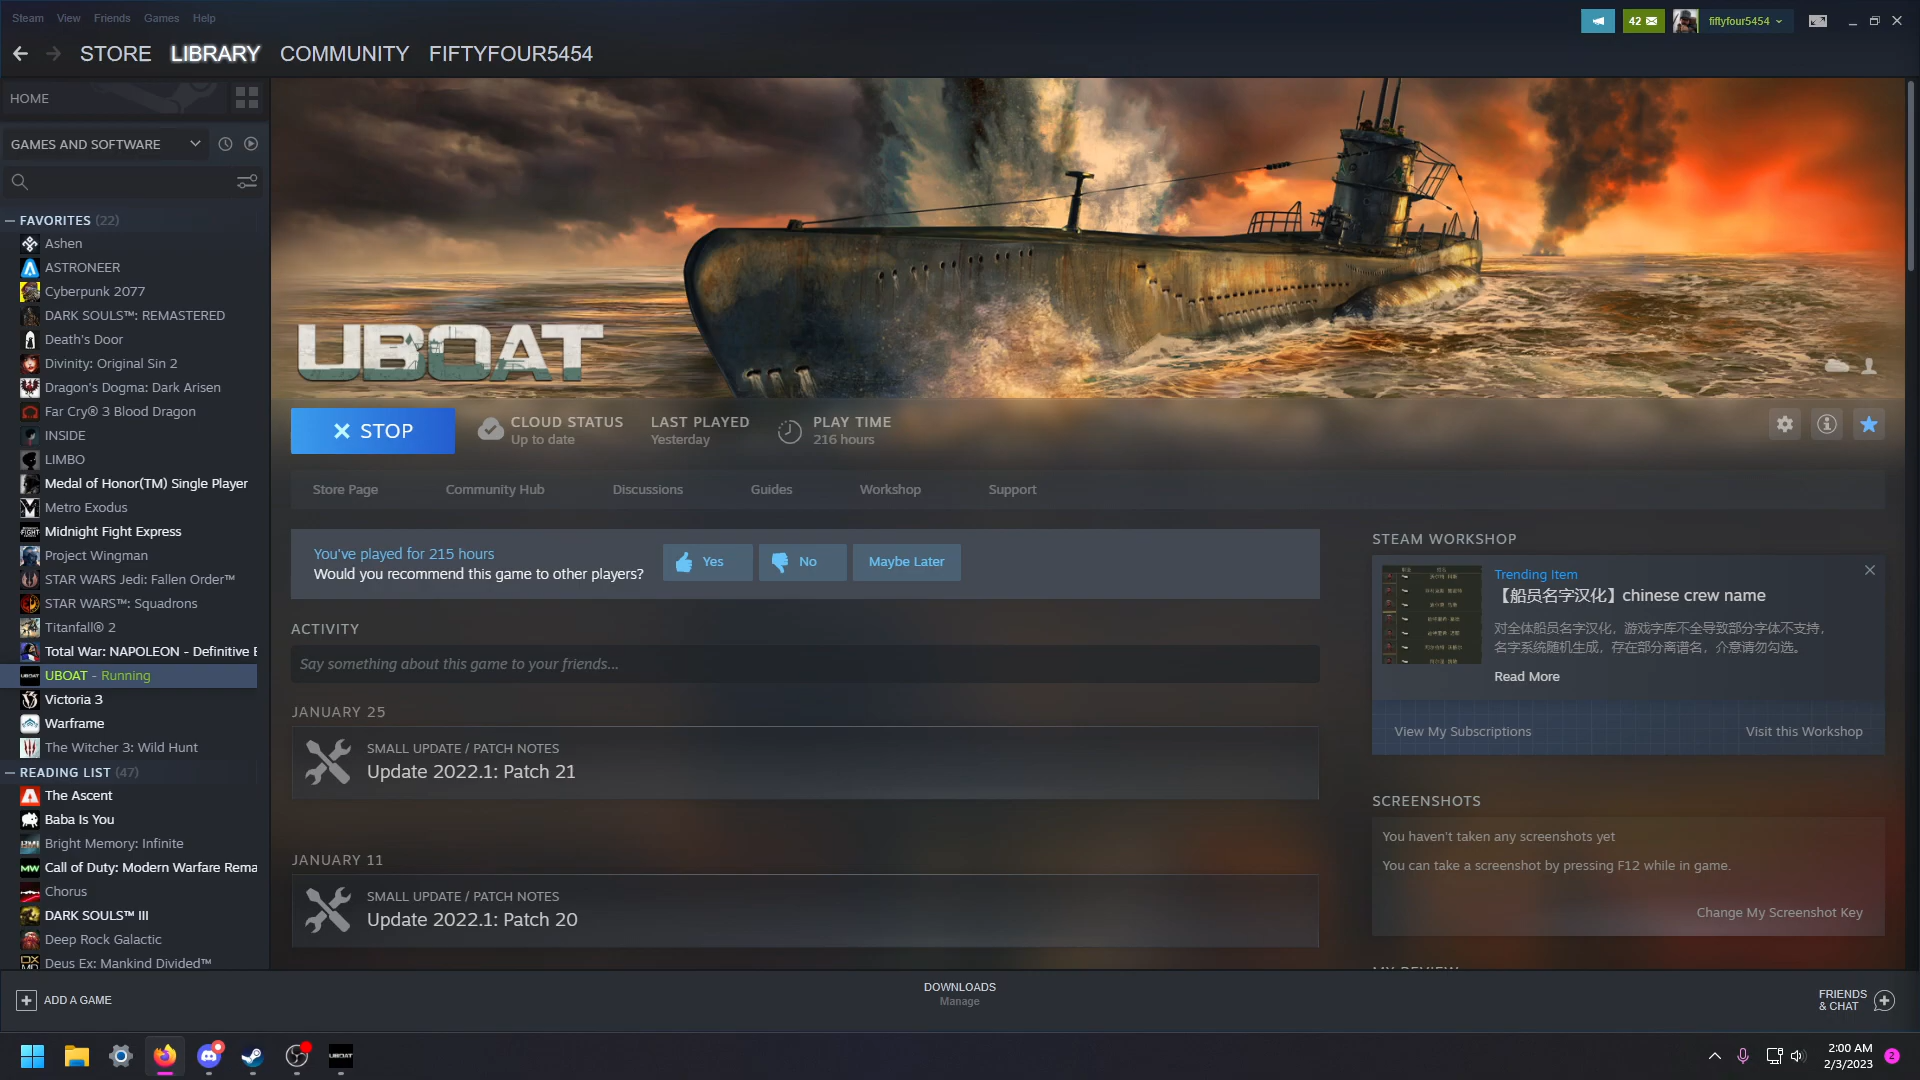 Steam View Friends Games Help
42
fiftyfour5454
STORE LIBRARY COMMUNITY FIFTYFOUR5454
HOME
GAMES AND SOFTWARE
FAVORITES (22)
Ashen
ASTRONEER
Cyberpunk 2077
DARK SOULS™: REMASTERED
Death's Door
Divinity: Original Sin 2
Dragon's Dogma: Dark Arisen
Far Cry® 3 Blood Dragon
INSIDE
LIMBO
Medal of Honor(TM) Single Player
Metro Exodus
Midnight Fight Express
Project Wingman
STAR WARS Jedi: Fallen Order™
STAR WARS™: Squadrons
Titanfall® 2
Total War: NAPOLEON - Definitive E
UBOAT - Running
Victoria 3
Warframe
The Witcher 3: Wild Hunt
READING LIST (47)
The Ascent
Baba Is You
Bright Memory: Infinite
Call of Duty: Modern Warfare Rema
Chorus
DARK SOULS™ III
Deep Rock Galactic
Deus Ex: Mankind Divided™
UBOAT
STOP
CLOUD STATUS
Up to date
LAST PLAYED
Yesterday
PLAY TIME
216 hours
Store Page
Community Hub
Discussions
Guides
Workshop
Support
You've played for 215 hours
Would you recommend this game to other players?
Yes
No
Maybe Later
ACTIVITY
Say something about this game to your friends...
JANUARY 25
SMALL UPDATE / PATCH NOTES
Update 2022.1: Patch 21
JANUARY 11
SMALL UPDATE / PATCH NOTES
Update 2022.1: Patch 20
STEAM WORKSHOP
Trending Item
【船员名字汉化】chinese crew name
对全体船员名字汉化，游戏字库不全导致部分字体不支持，
名字系统随机生成，存在部分离谱名，介意请勿勾选。
Read More
View My Subscriptions
Visit this Workshop
SCREENSHOTS
You haven't taken any screenshots yet
You can take a screenshot by pressing F12 while in game.
Change My Screenshot Key
MY REVIEW
ADD A GAME
DOWNLOADS
Manage
FRIENDS
& CHAT
UBOAT
2:00 AM
2/3/2023
2